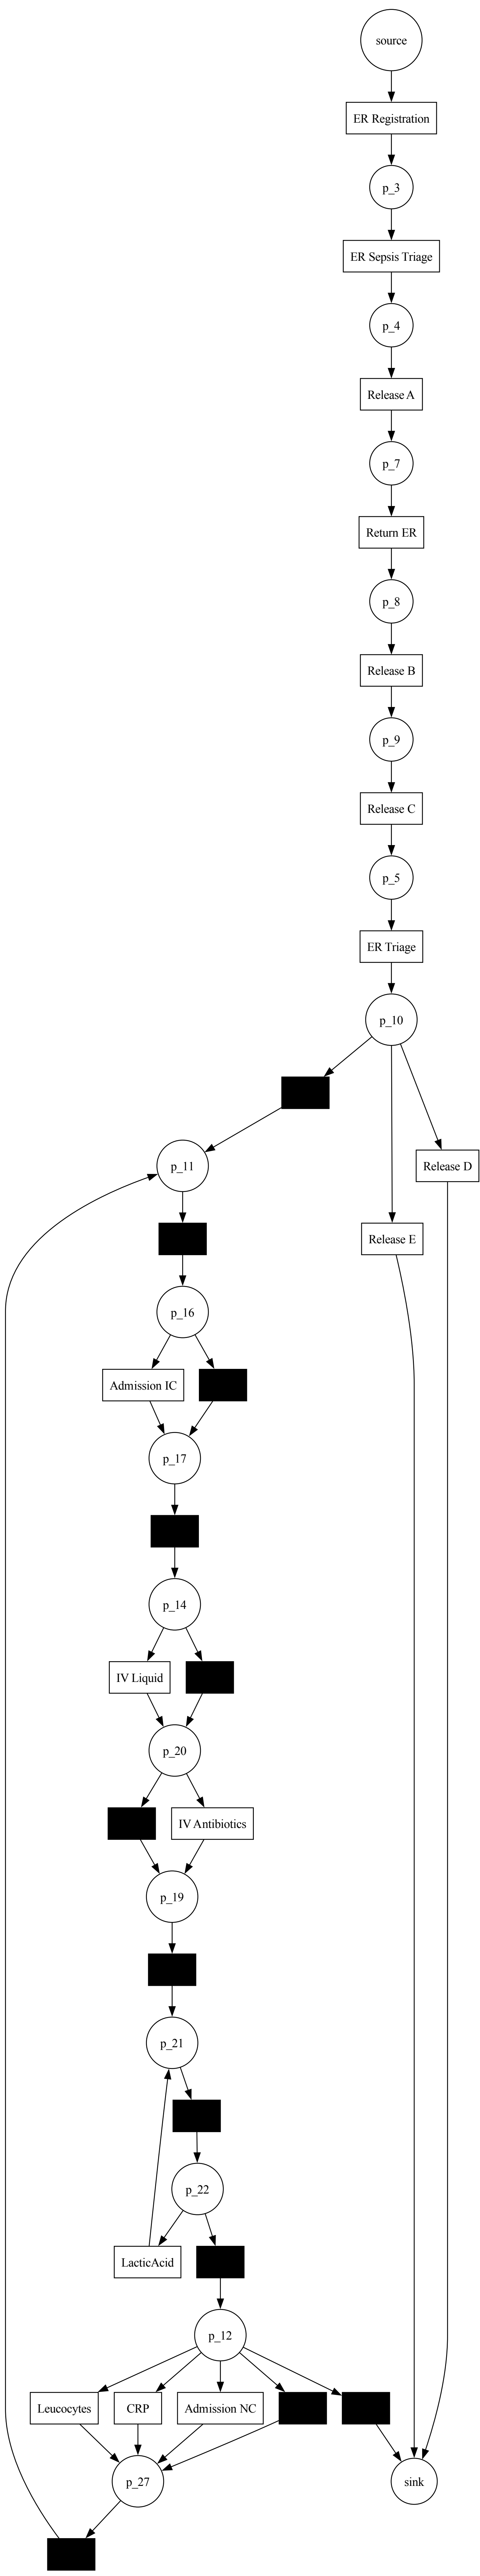 source
ER Registration
p_3
ER Sepsis Triage
p_4
Release A
p_7
Return ER
p_8
Release B
p_9
Release C
p_5
ER Triage
p_10
p_11
Release D
Release E
p_16
Admission IC
p_17
p_14
IV Liquid
p_20
IV Antibiotics
p_19
p_21
p_22
LacticAcid
p_12
Leucocytes
CRP
Admission NC
p_27
sink